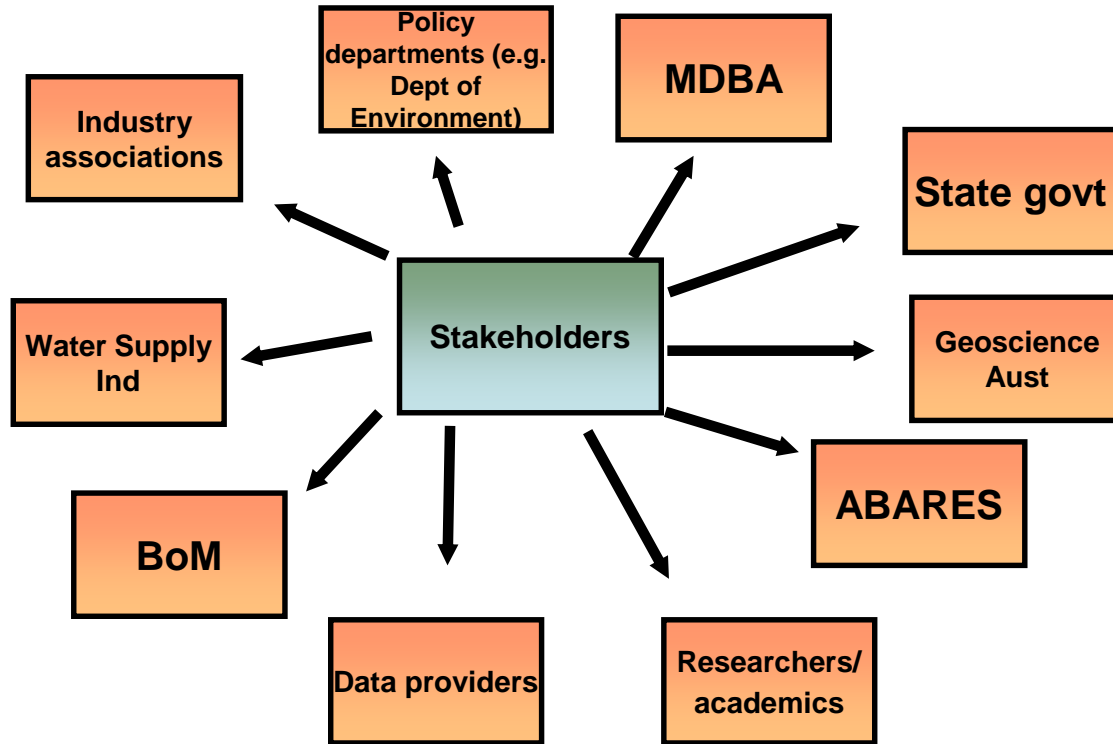 Policy
departments (e.g.
Dept of
Environment)
MDBA
Industry
associations
State govt
Stakeholders
Water Supply
Ind
Geoscience
Aust
ABARES
BoM
Data providers
Researchers/
academics